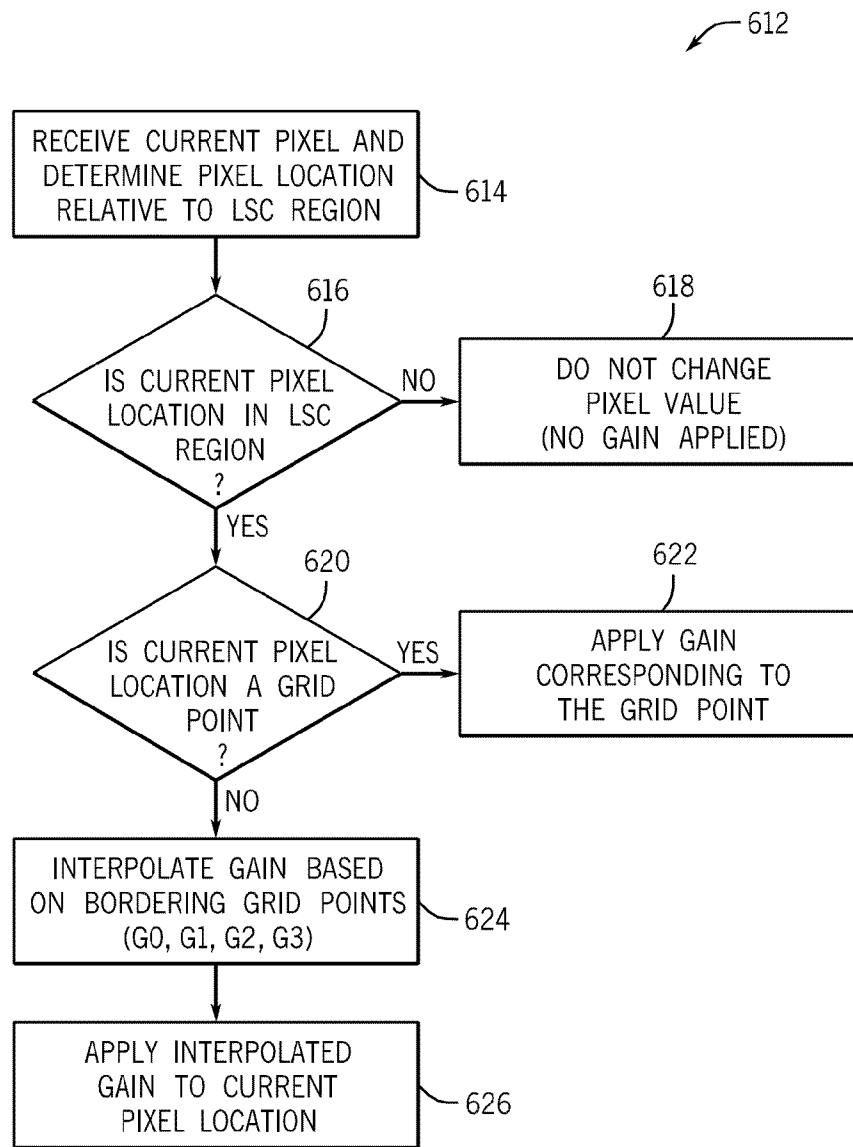 612
RECEIVE CURRENT PIXEL AND
DETERMINE PIXEL LOCATION
RELATIVE TO LSC REGION
614
616
IS CURRENT PIXEL
LOCATION IN LSC
REGION
?
NO
618
DO NOT CHANGE
PIXEL VALUE
(NO GAIN APPLIED)
YES
620
IS CURRENT PIXEL
LOCATION A GRID
POINT
?
YES
622
APPLY GAIN
CORRESPONDING TO
THE GRID POINT
NO
INTERPOLATE GAIN BASED
ON BORDERING GRID POINTS
(G0, G1, G2, G3)
624
APPLY INTERPOLATED
GAIN TO CURRENT
PIXEL LOCATION
626